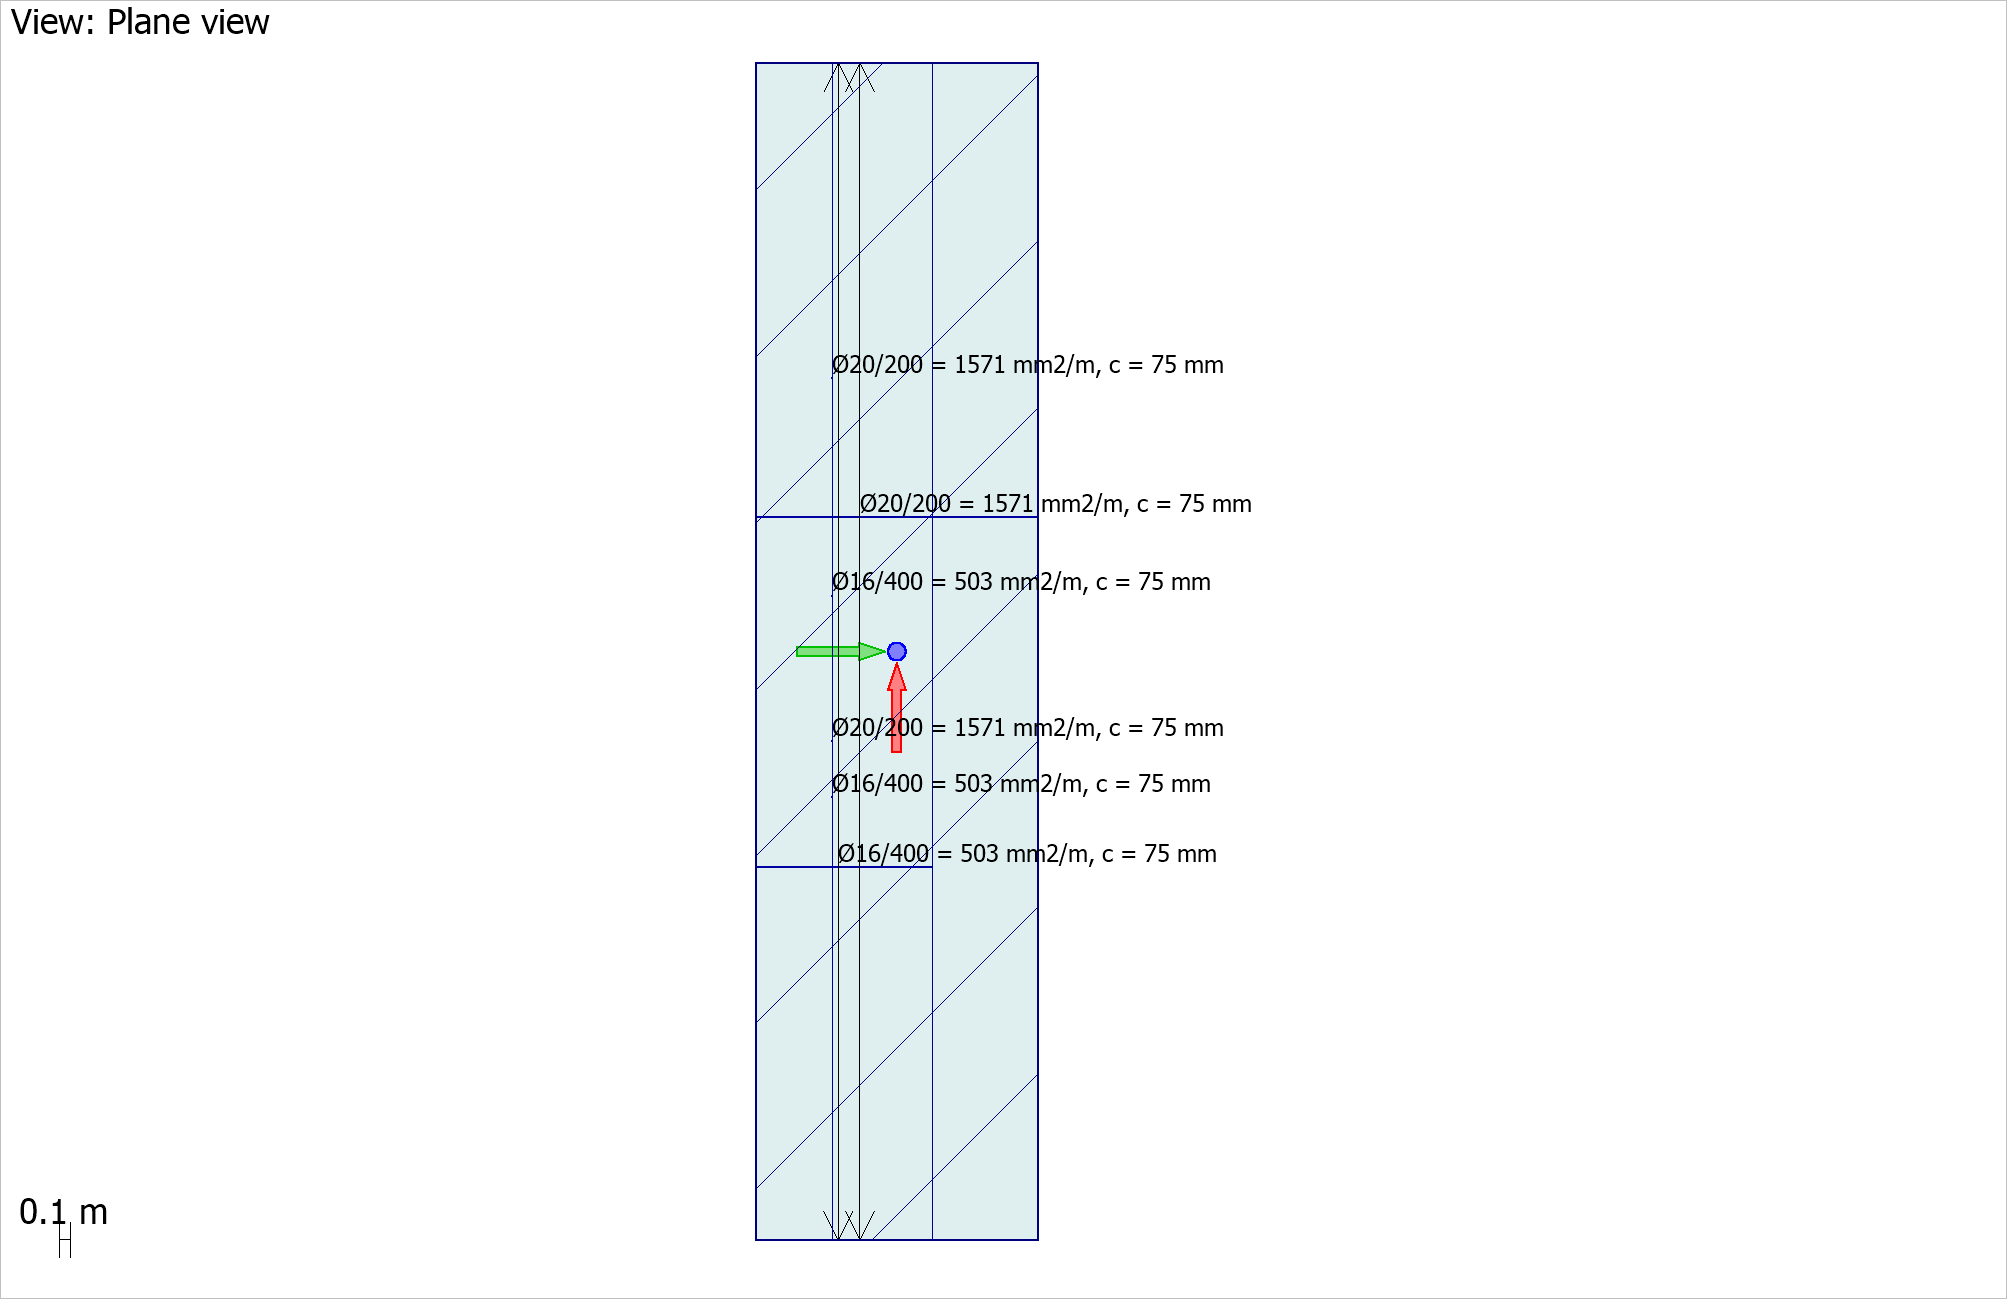 View: Plane view
Ø20/200 = 1571 mm2/m, c = 75 mm
Ø20/200 = 1571 mm2/m, c = 75 mm
Ø16/400 = 503 mm2/m, c = 75 mm
Ø20/200 = 1571 mm2/m, c = 75 mm
Ø16/400 = 503 mm2/m, c = 75 mm
Ø16/400 = 503 mm2/m, c = 75 mm
0.1 m